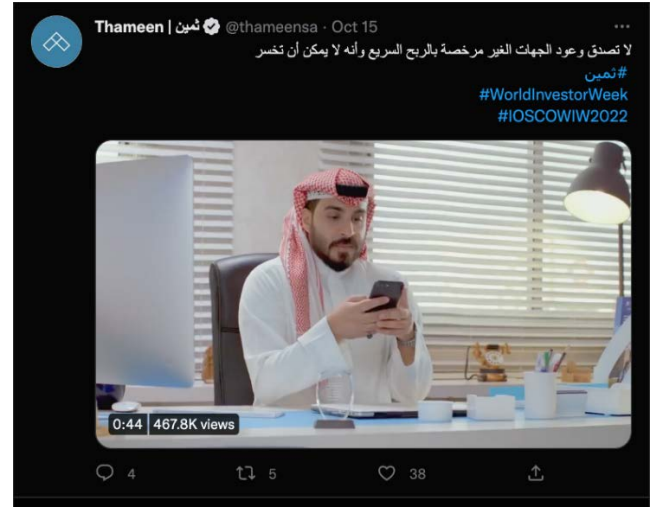 Thameen | ثمين @thameensa · Oct 15
لا تصدق وعود الجهات الغير مرخصة بالربح السريع وأنه لا يمكن أن تخسر
#ثمين
#WorldInvestorWeek
#IOSCOWIW2022
0:44 467.8K views
4 5 38